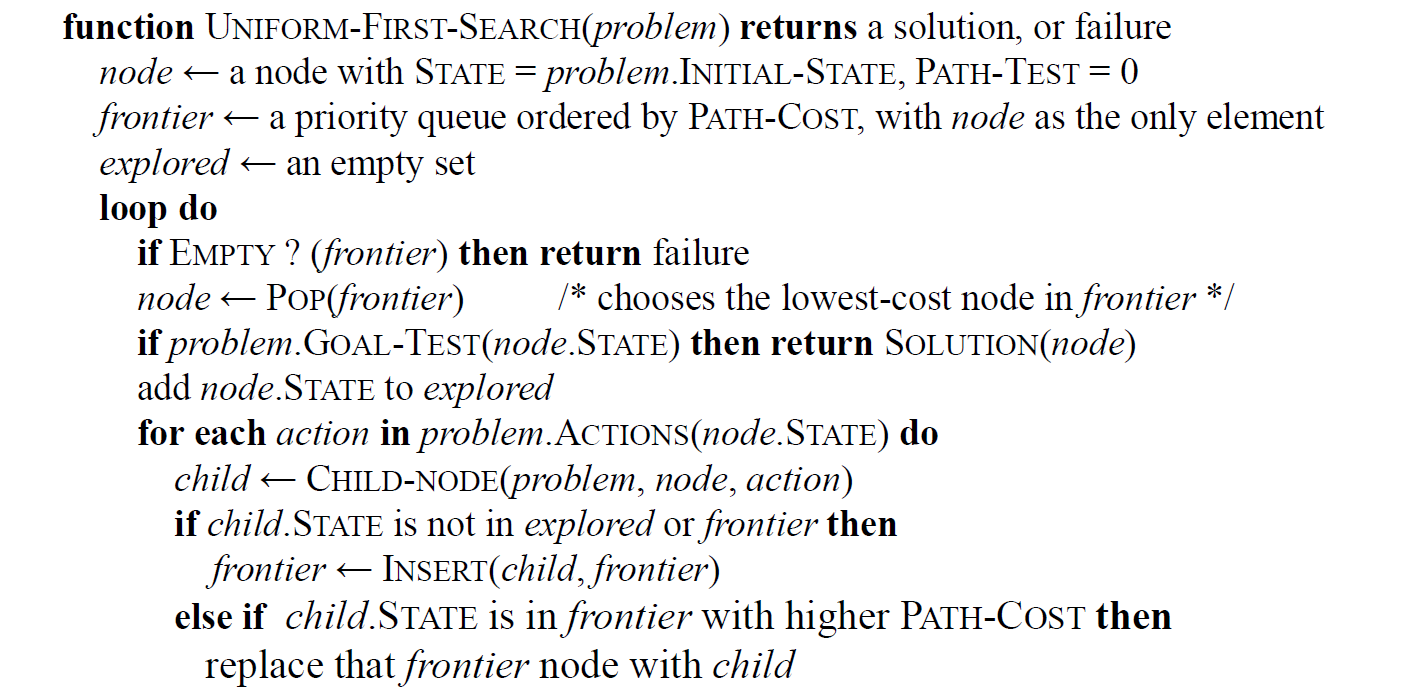 function UNIFORM-FIRST-SEARCH(problem) returns a solution, or failure
node ← a node with STATE = problem.INITIAL-STATE, PATH-TEST = 0
frontier ← a priority queue ordered by PATH-COST, with node as the only element
explored ← an empty set
loop do
if EMPTY ? (frontier) then return failure
node ← POP(frontier) /* chooses the lowest-cost node in frontier */
if problem.GOAL-TEST(node.STATE) then return SOLUTION(node)
add node.STATE to explored
for each action in problem.ACTIONS(node.STATE) do
child ← CHILD-NODE(problem, node, action)
if child.STATE is not in explored or frontier then
frontier ← INSERT(child, frontier)
else if child.STATE is in frontier with higher PATH-COST then
replace that frontier node with child